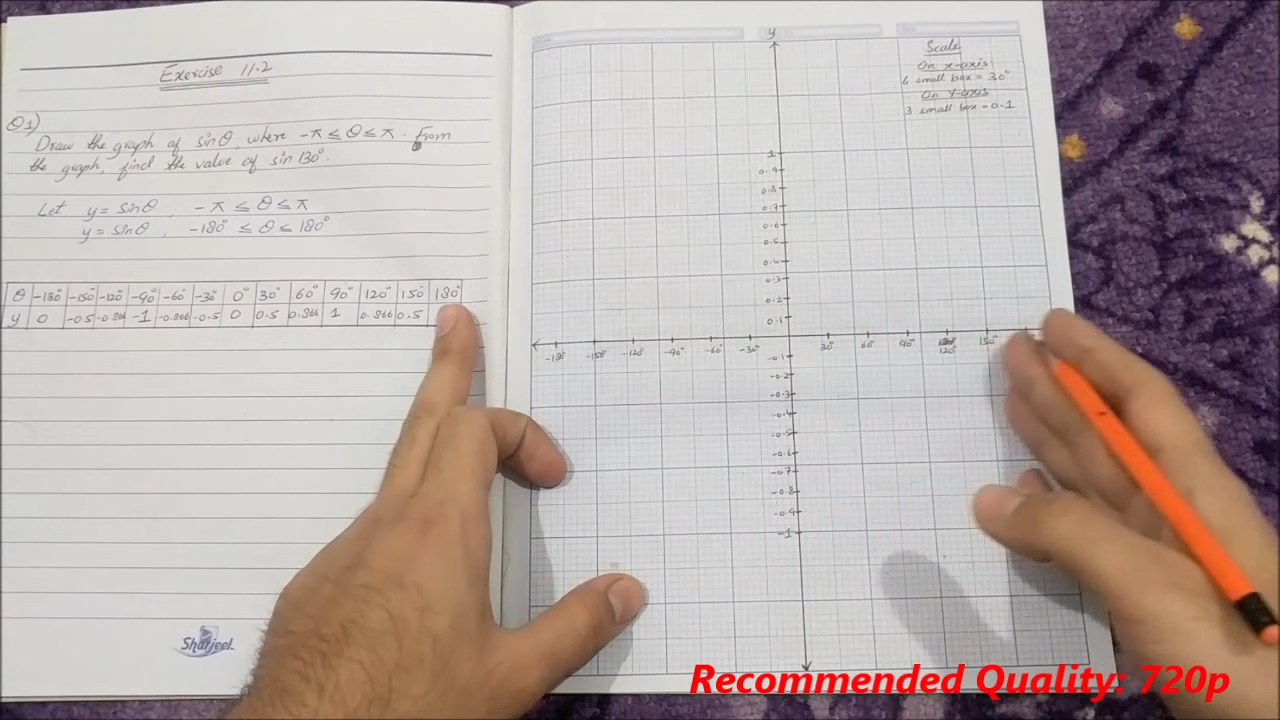 Exercise 11.2
Q1)
Draw the graph of sinθ, where -π ≤ θ ≤ π. From
the graph, find the value of sin 130°.
Let y = sinθ , -π ≤ θ ≤ π
y = sinθ , -180° ≤ θ ≤ 180°
θ -180° -150° -120° -90° -60° -30° 0° 30° 60° 90° 120° 150° 180°
y 0 -0.5 -0.866 -1 -0.866 -0.5 0 0.5 0.866 1 0.866 0.5
Sharjeel
y
Scale
On x-axis
6 small box = 30°
On Y-axis
3 small box = 0.1
1
0.9
0.8
0.7
0.6
0.5
0.4
0.3
0.2
0.1
-180° -150° -120° -90° -60° -30° 30° 60° 90° 120° 150°
-0.1
-0.2
-0.3
-0.4
-0.5
-0.6
-0.7
-0.8
-0.9
-1
Recommended Quality: 720p